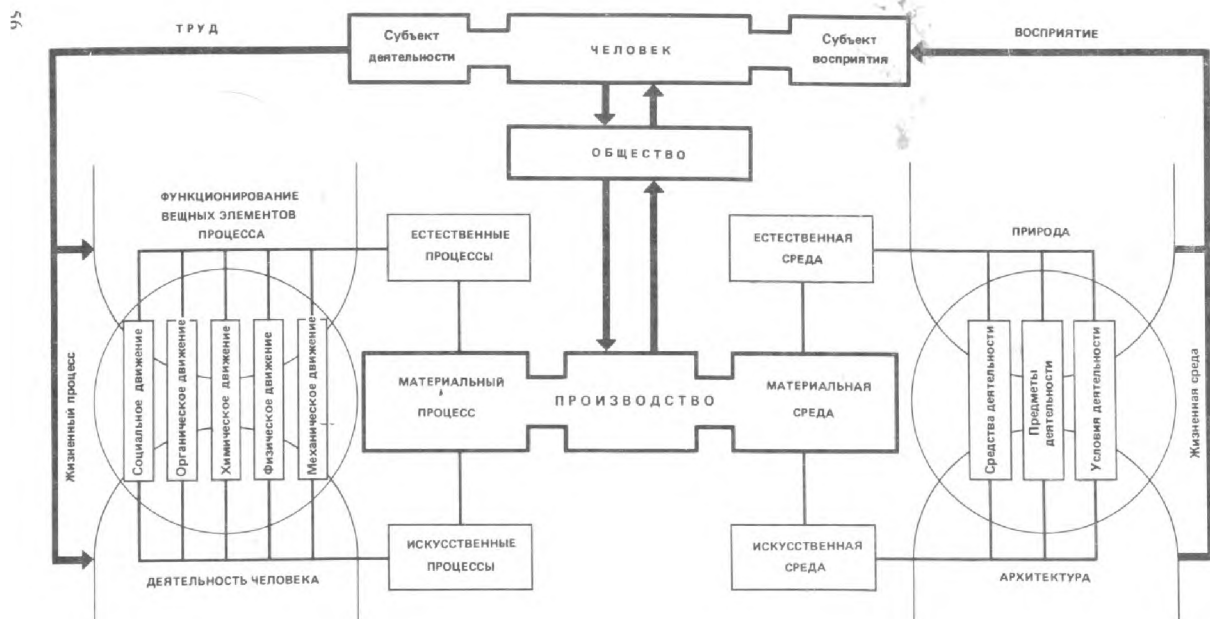 95
ТРУД
Субъект
деятельности
ЧЕЛОВЕК
Субъект
восприятия
ВОСПРИЯТИЕ
ОБЩЕСТВО
ФУНКЦИОНИРОВАНИЕ
ВЕЩНЫХ ЭЛЕМЕНТОВ
ПРОЦЕССА
ЕСТЕСТВЕННЫЕ
ПРОЦЕССЫ
ЕСТЕСТВЕННАЯ
СРЕДА
ПРИРОДА
Жизненный процесс
Социальное движение
Органическое движение
Химическое движение
Физическое движение
Механическое движение
МАТЕРИАЛЬНЫЙ
ПРОЦЕСС
ПРОИЗВОДСТВО
МАТЕРИАЛЬНАЯ
СРЕДА
Средства деятельности
Предметы
деятельности
Условия деятельности
Жизненная среда
ИСКУССТВЕННЫЕ
ПРОЦЕССЫ
ИСКУССТВЕННАЯ
СРЕДА
ДЕЯТЕЛЬНОСТЬ ЧЕЛОВЕКА
АРХИТЕКТУРА